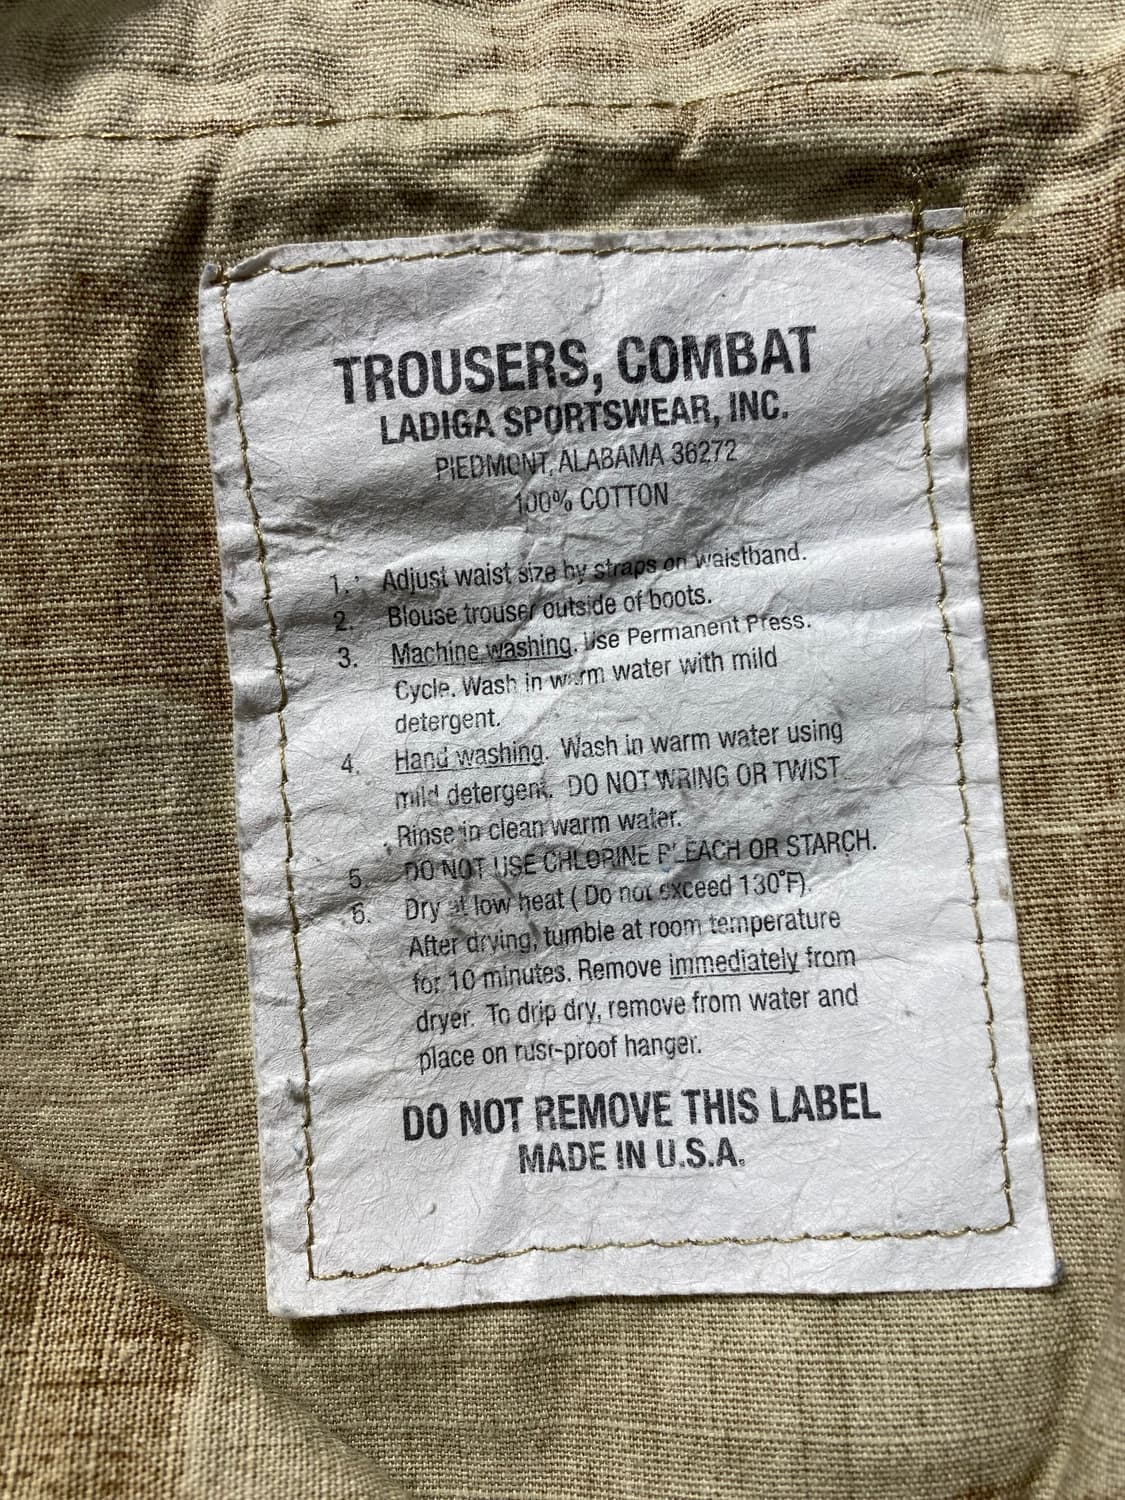 TROUSERS, COMBAT
LADIGA SPORTSWEAR, INC.
PIEDMONT, ALABAMA 36272
100% COTTON
1. Adjust waist size by straps on waistband.
2. Blouse trouser outside of boots.
3. Machine washing. Use Permanent Press.
Cycle. Wash in warm water with mild
detergent.
4. Hand washing. Wash in warm water using
mild detergent. DO NOT WRING OR TWIST.
Rinse in clean warm water.
5. DO NOT USE CHLORINE BLEACH OR STARCH.
6. Dry at low heat ( Do not exceed 130°F).
After drying, tumble at room temperature
for 10 minutes. Remove immediately from
dryer. To drip dry, remove from water and
place on rust-proof hanger.
DO NOT REMOVE THIS LABEL
MADE IN U.S.A.